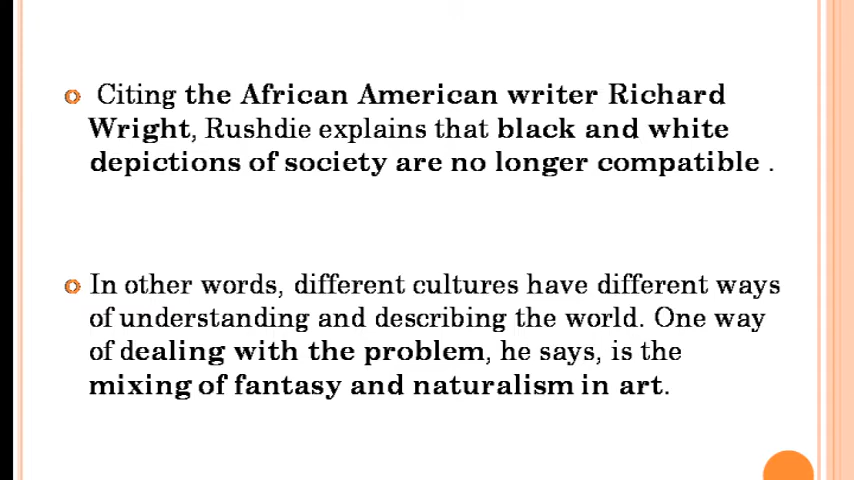 Citing the African American writer Richard
Wright, Rushdie explains that black and white
depictions of society are no longer compatible .
In other words, different cultures have different ways
of understanding and describing the world. One way
of dealing with the problem, he says, is the
mixing of fantasy and naturalism in art.